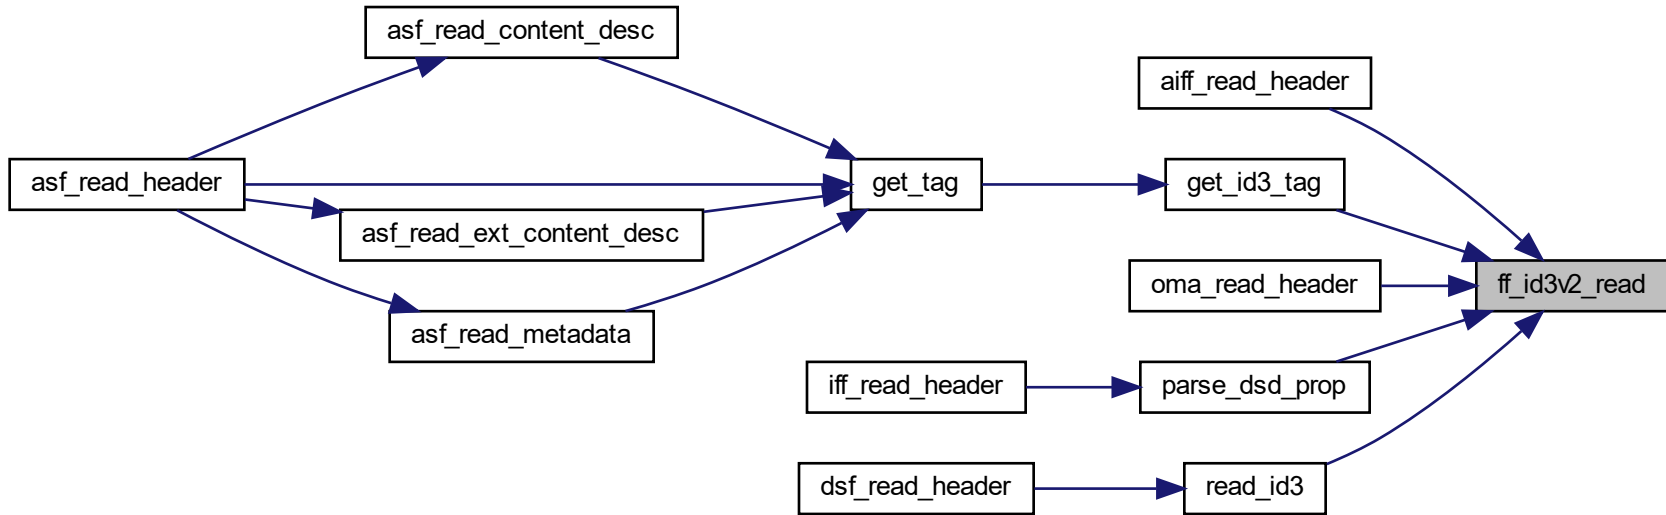 asf_read_content_desc
aiff_read_header
asf_read_header
get_tag
get_id3_tag
asf_read_ext_content_desc
oma_read_header
ff_id3v2_read
asf_read_metadata
iff_read_header
parse_dsd_prop
dsf_read_header
read_id3